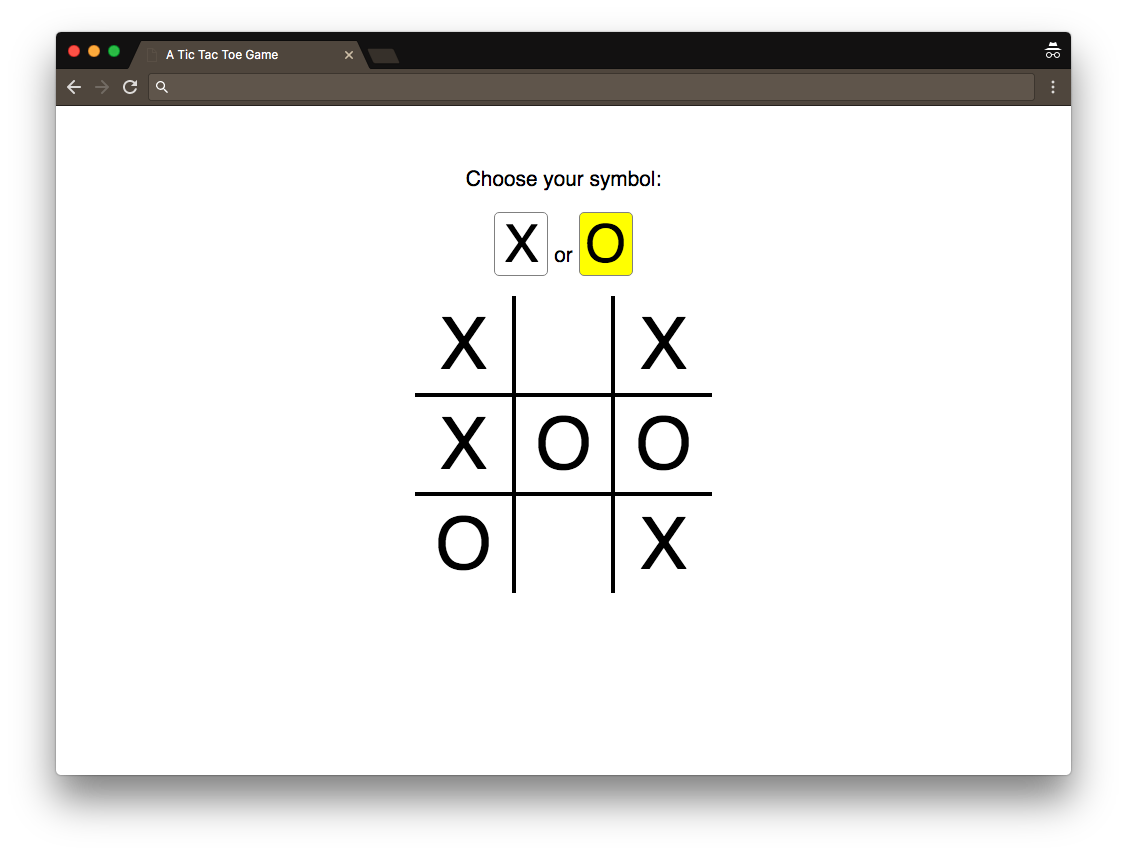 A Tic Tac Toe Game
Choose your symbol:
X or O
X X
X O O
O X